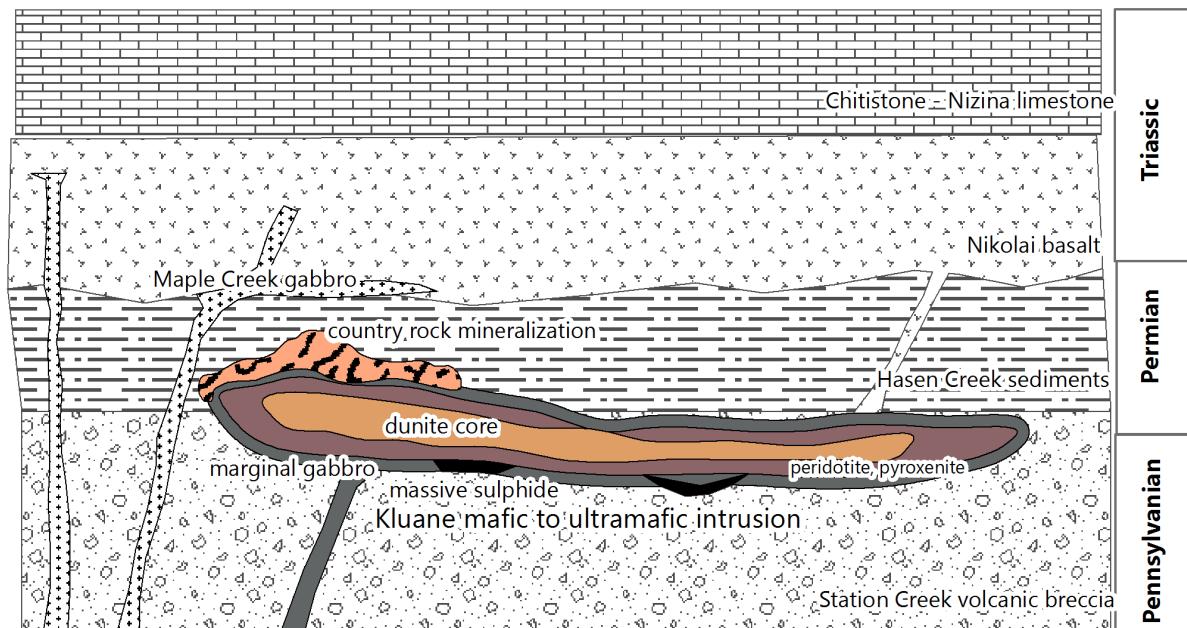 Chitistone - Nizina limestone
Triassic
Nikolai basalt
Maple Creek gabbro
country rock mineralization
Permian
Hasen Creek sediments
dunite core
marginal gabbro
peridotite, pyroxenite
massive sulphide
Kluane mafic to ultramafic intrusion
Pennsylvanian
Station Creek volcanic breccia